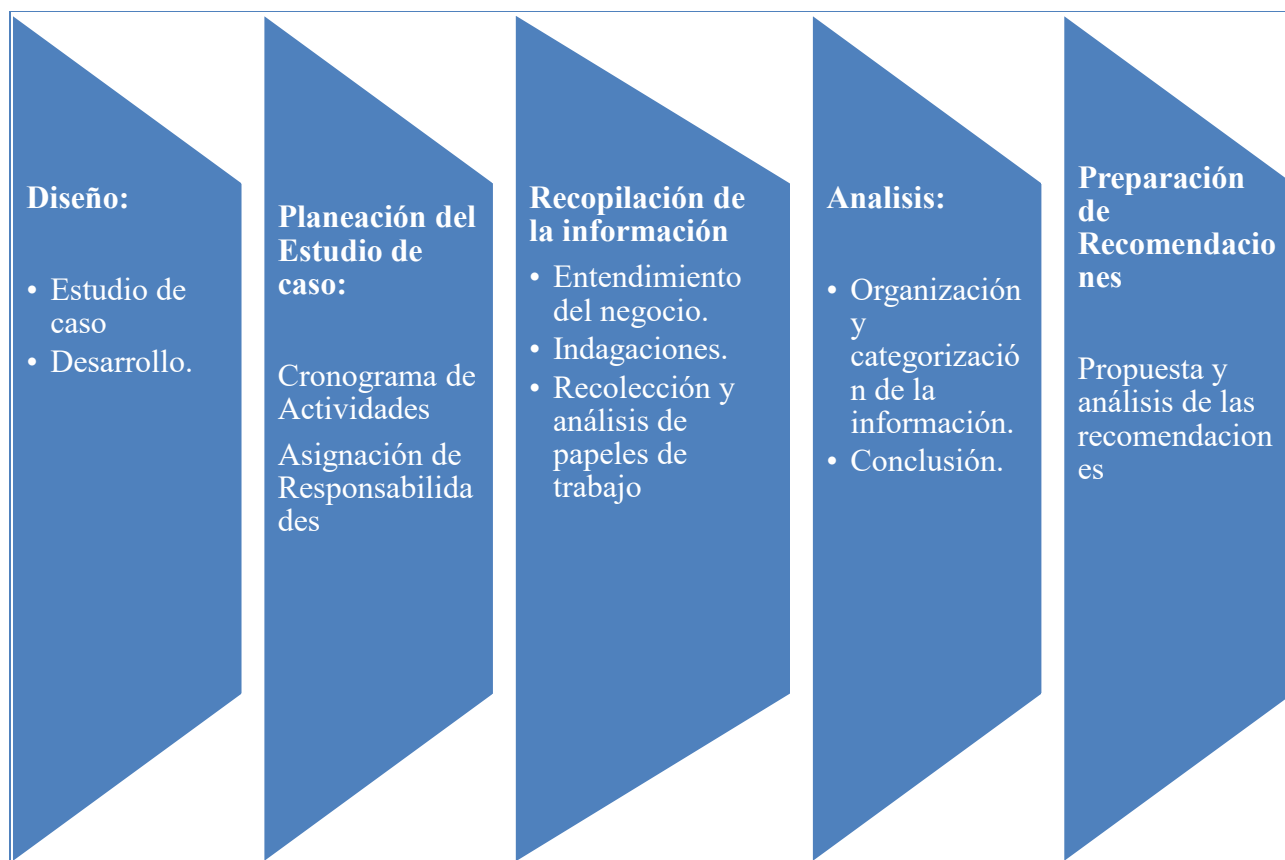 Diseño:
• Estudio de
caso
• Desarrollo.
Planeación del
Estudio de
caso:
Cronograma de
Actividades
Asignación de
Responsabilida
des
Recopilación de
la información
• Entendimiento
del negocio.
• Indagaciones.
• Recolección y
análisis de
papeles de
trabajo
Analisis:
• Organización
y
categorizació
n de la
información.
• Conclusión.
Preparación
de
Recomendacio
nes
Propuesta y
análisis de las
recomendacion
es